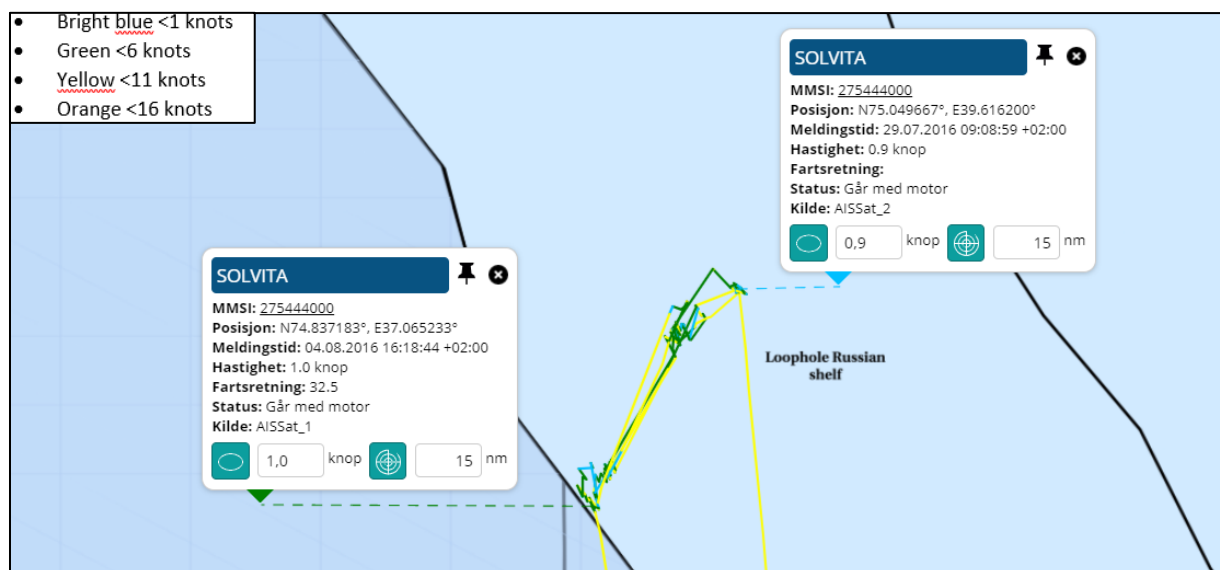 Bright blue <1 knots
Green <6 knots
Yellow <11 knots
Orange <16 knots
SOLVITA
MMSI: 275444000
Posisjon: N75.049667°, E39.616200°
Meldingstid: 29.07.2016 09:08:59 +02:00
Hastighet: 0.9 knop
Fartsretning:
Status: Går med motor
Kilde: AISSat_2
0,9 knop 15 nm
SOLVITA
MMSI: 275444000
Posisjon: N74.837183°, E37.065233°
Meldingstid: 04.08.2016 16:18:44 +02:00
Hastighet: 1.0 knop
Fartsretning: 32.5
Status: Går med motor
Kilde: AISSat_1
1,0 knop 15 nm
Loophole Russian
shelf